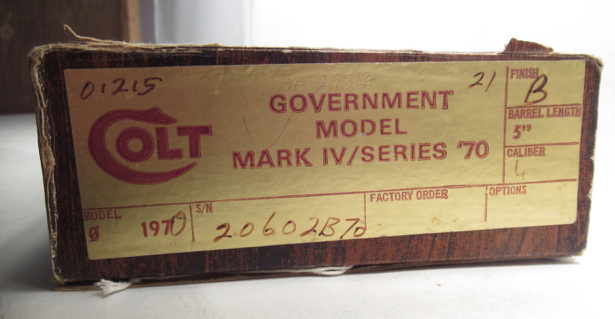 01215
21
COLT
GOVERNMENT
MODEL
MARK IV/SERIES '70
FINISH
B
BARREL LENGTH
5"
CALIBER
MODEL
Ø 1970
S/N
20602B70
FACTORY ORDER
OPTIONS